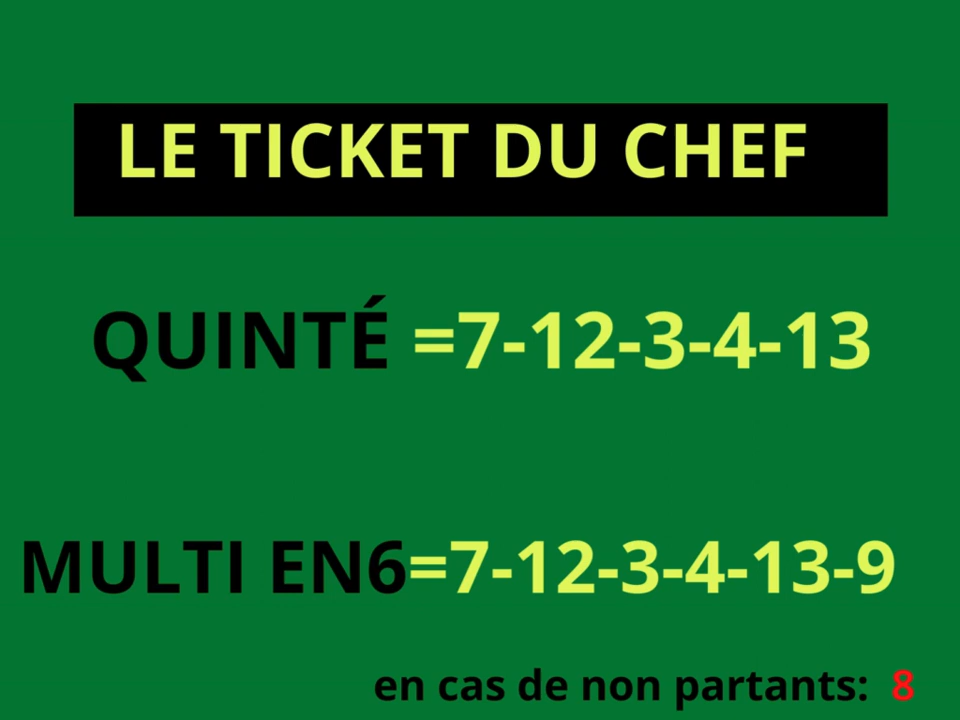 LE TICKET DU CHEF
QUINTÉ =7-12-3-4-13
MULTI EN6=7-12-3-4-13-9
en cas de non partants: 8